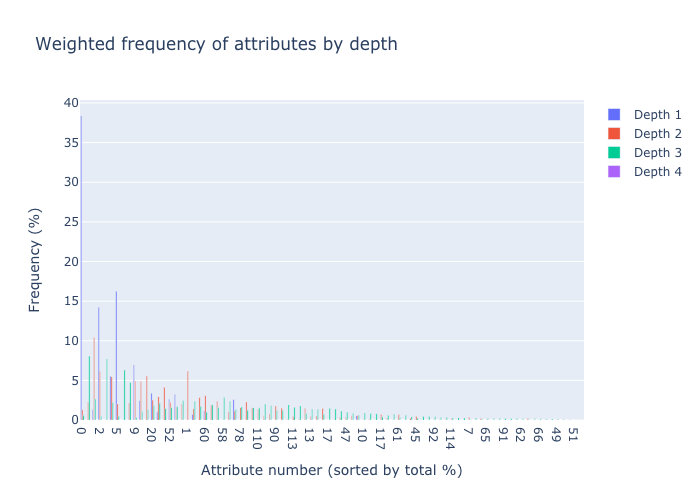 Weighted frequency of attributes by depth
Depth 1
Depth 2
Depth 3
Depth 4
Frequency (%)
40
35
30
25
20
15
10
5
0
0 2 5 9 20 52 1 60 58 78 110 90 113 13 17 47 10 117 61 45 92 114 7 65 91 62 66 49 51
Attribute number (sorted by total %)